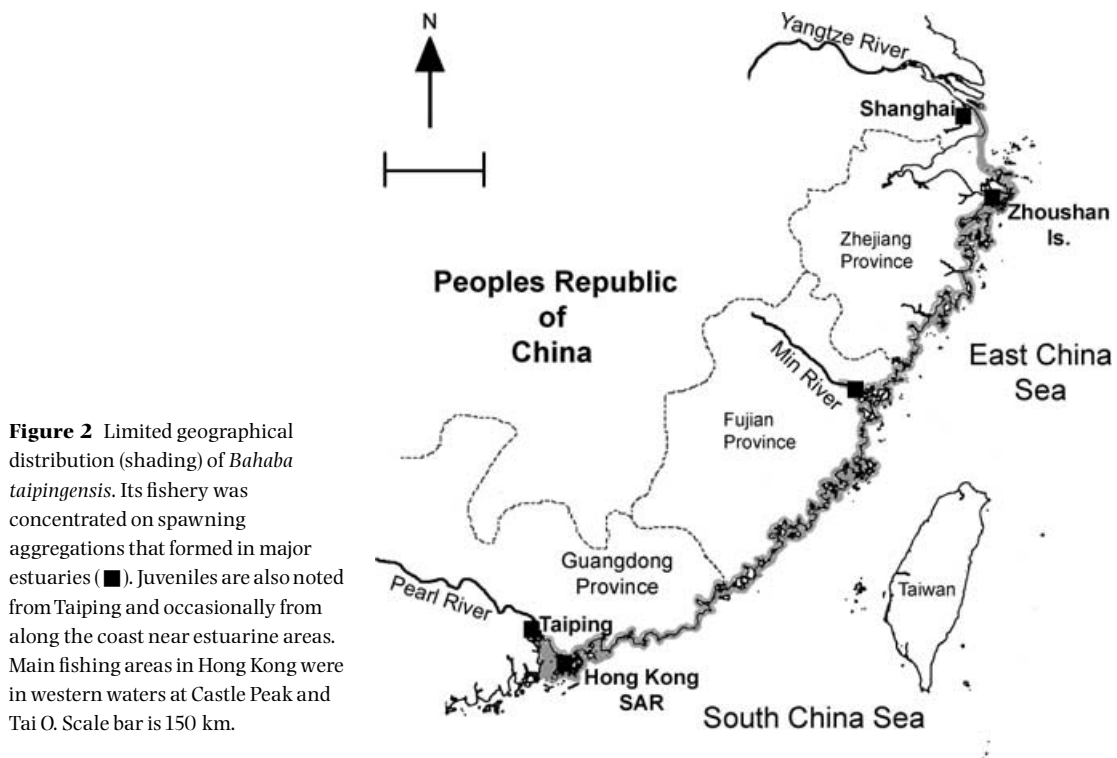 N
Yangtze River
Shanghai
Zhoushan
Is.
Zhejiang
Province
Peoples Republic
of
China
East China
Sea
Min River
Fujian
Province
Guangdong
Province
Pearl River
Taiping
Taiwan
Hong Kong
SAR
South China Sea
Figure 2 Limited geographical
distribution (shading) of Bahaba
taipingensis. Its fishery was
concentrated on spawning
aggregations that formed in major
estuaries (■). Juveniles are also noted
from Taiping and occasionally from
along the coast near estuarine areas.
Main fishing areas in Hong Kong were
in western waters at Castle Peak and
Tai O. Scale bar is 150 km.